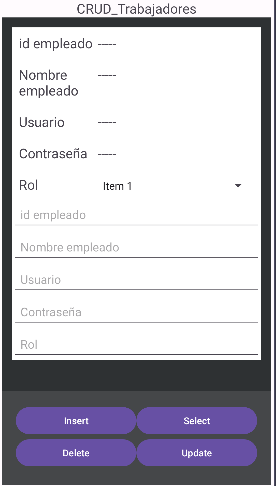 CRUD_Trabajadores
id empleado -----
Nombre -----
empleado
Usuario -----
Contraseña -----
Rol Item 1
id empleado
Nombre empleado
Usuario
Contraseña
Rol
Insert Select
Delete Update